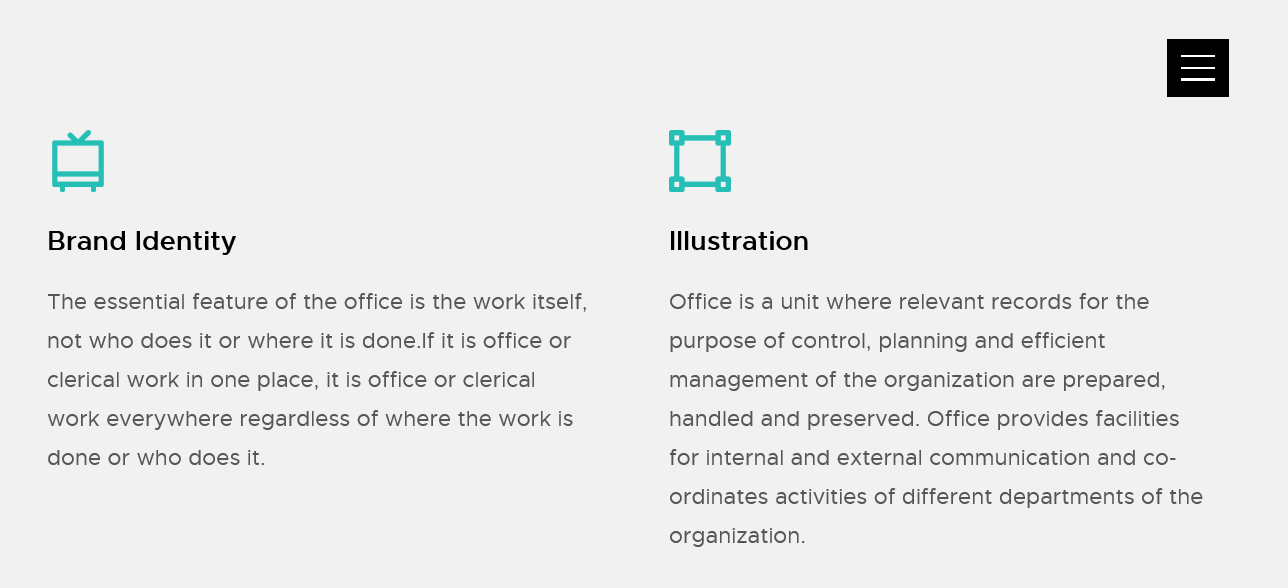 Brand Identity
The essential feature of the office is the work itself,
not who does it or where it is done.If it is office or
clerical work in one place, it is office or clerical
work everywhere regardless of where the work is
done or who does it.
Illustration
Office is a unit where relevant records for the
purpose of control, planning and efficient
management of the organization are prepared,
handled and preserved. Office provides facilities
for internal and external communication and co-
ordinates activities of different departments of the
organization.